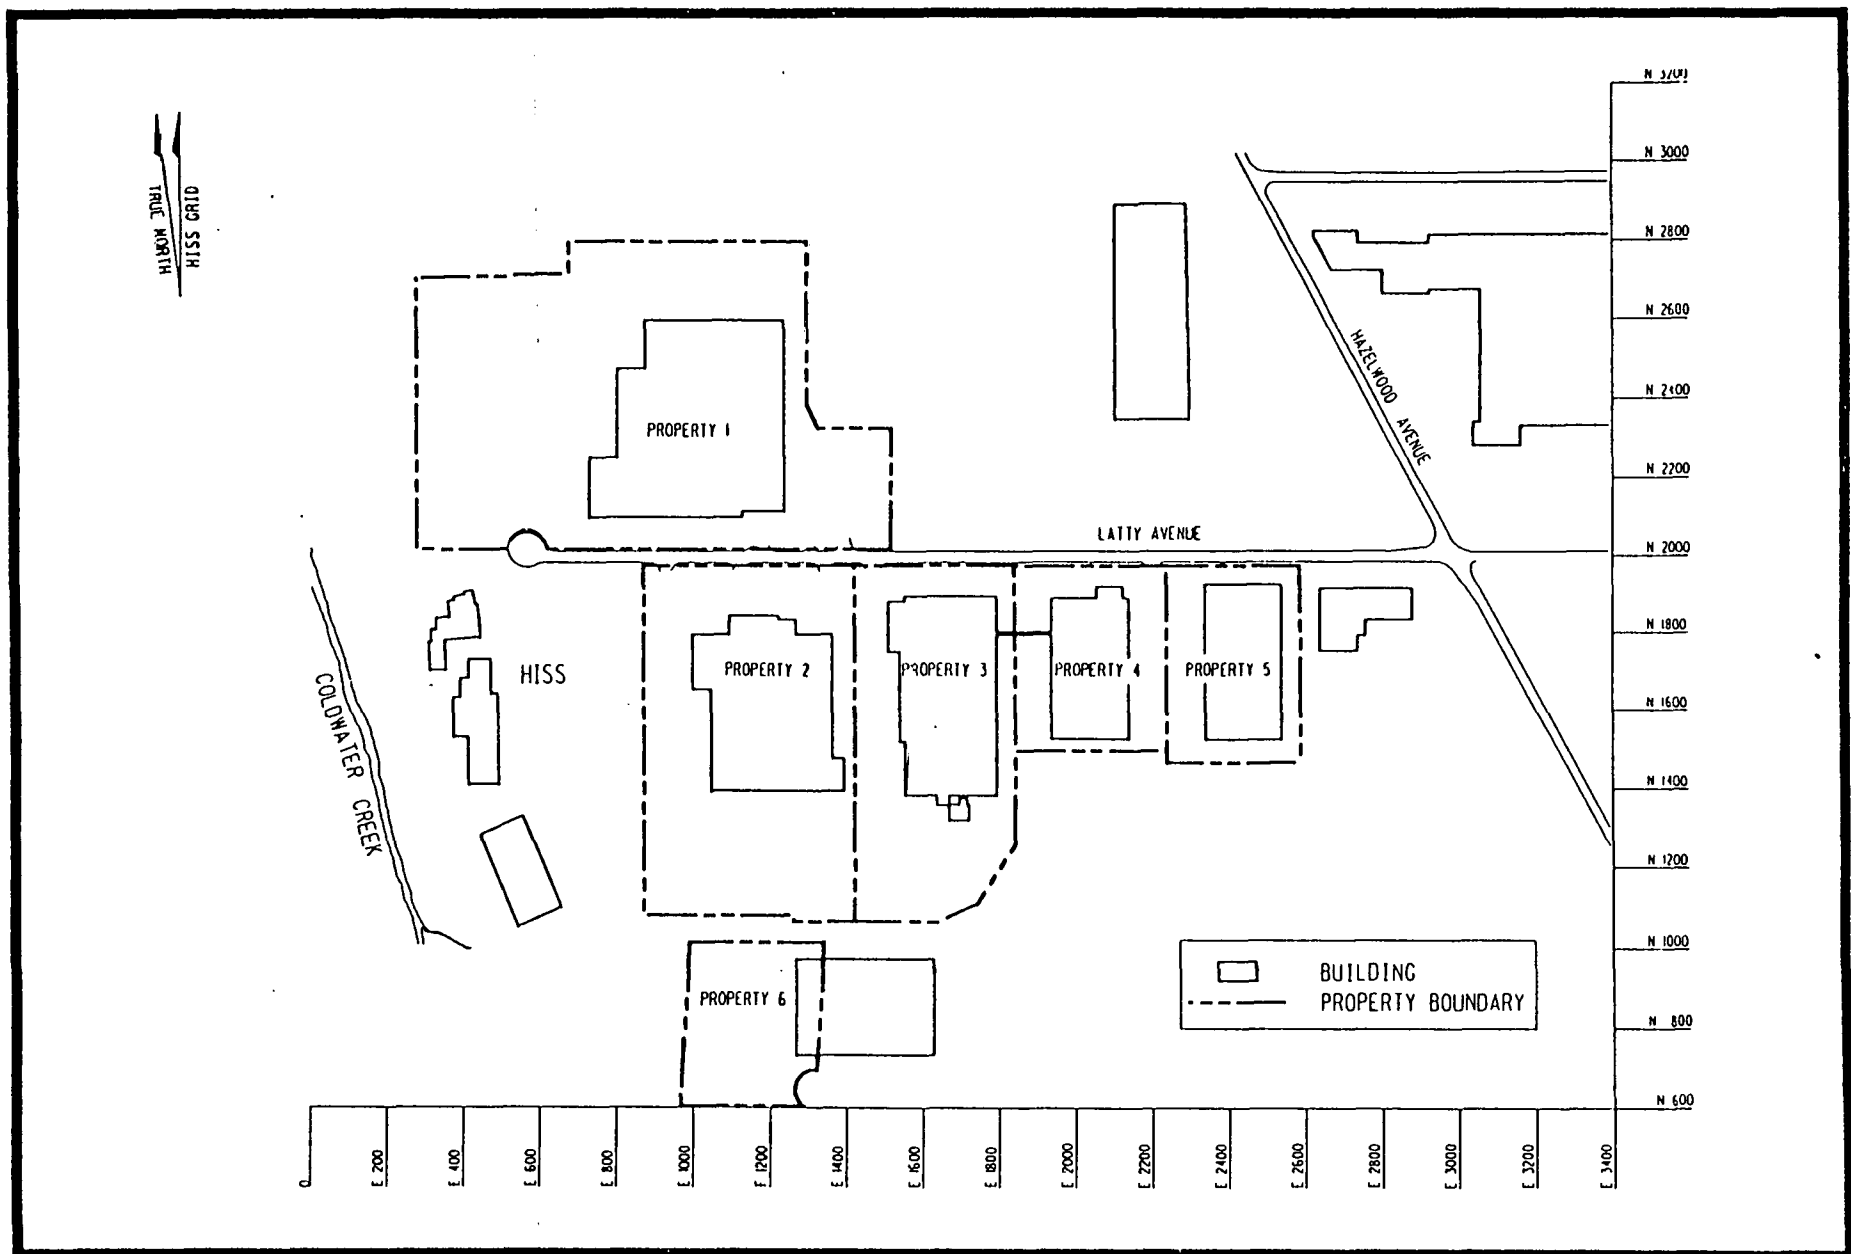 N 3200
N 3000
N 2800
N 2600
N 2400
N 2200
N 2000
N 1800
N 1600
N 1400
N 1200
N 1000
N 800
N 600
TRUE NORTH
HISS GRID
HAZELWOOD AVENUE
PROPERTY 1
LATTY AVENUE
HISS
PROPERTY 2
PROPERTY 3
PROPERTY 4
PROPERTY 5
COLDWATER CREEK
PROPERTY 6
BUILDING
PROPERTY BOUNDARY
0
E 200
E 400
E 600
E 800
E 1000
E 1200
E 1400
E 1600
E 1800
E 2000
E 2200
E 2400
E 2600
E 2800
E 3000
E 3200
E 3400